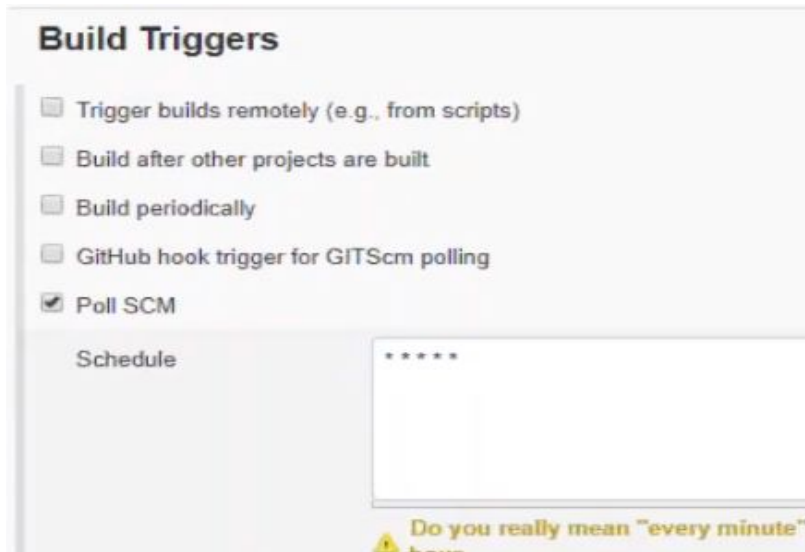 Build Triggers
Trigger builds remotely (e.g., from scripts)
Build after other projects are built
Build periodically
GitHub hook trigger for GITScm polling
Poll SCM
Schedule
* * * * *
Do you really mean "every minute"